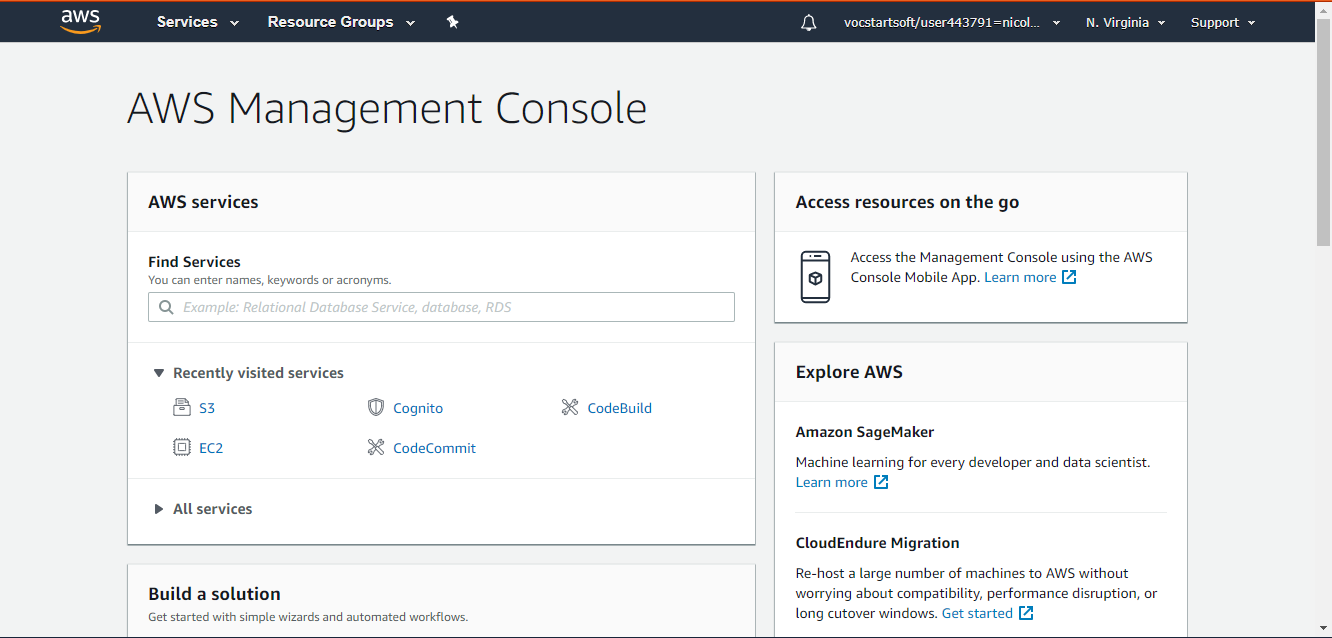 aws Services Resource Groups vocstartsoft/user443791=nicol... N. Virginia Support
AWS Management Console
AWS services
Find Services
You can enter names, keywords or acronyms.
Example: Relational Database Service, database, RDS
Recently visited services
S3 Cognito CodeBuild
EC2 CodeCommit
All services
Build a solution
Get started with simple wizards and automated workflows.
Access resources on the go
Access the Management Console using the AWS
Console Mobile App. Learn more
Explore AWS
Amazon SageMaker
Machine learning for every developer and data scientist.
Learn more
CloudEndure Migration
Re-host a large number of machines to AWS without
worrying about compatibility, performance disruption, or
long cutover windows. Get started